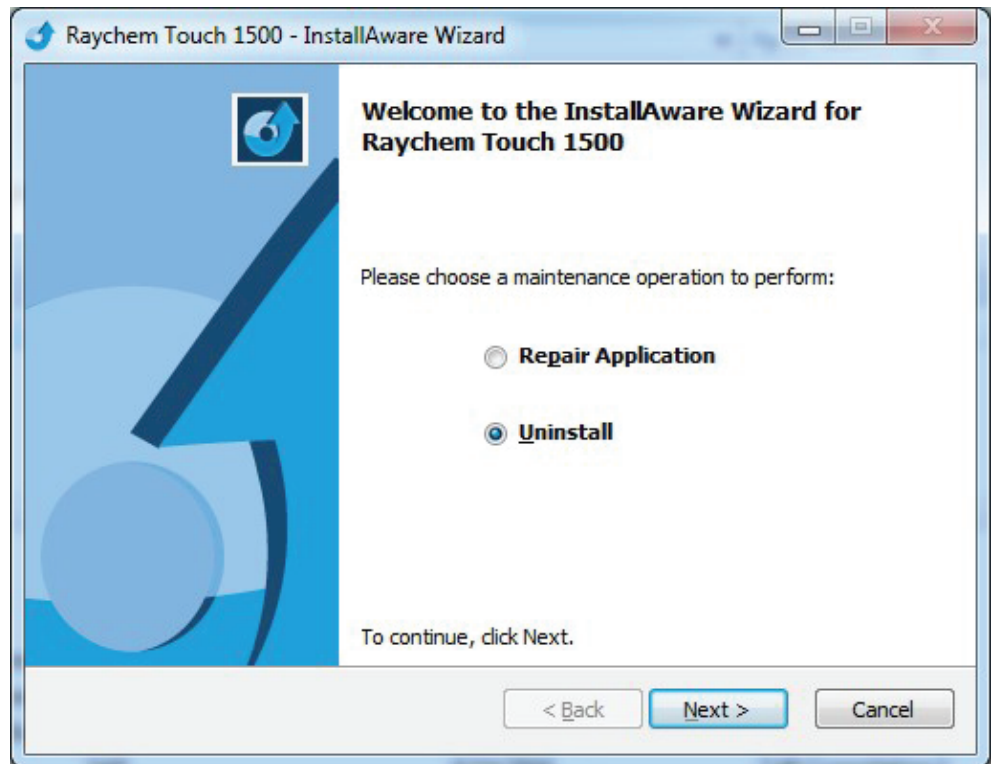 Raychem Touch 1500 - InstallAware Wizard
Welcome to the InstallAware Wizard for
Raychem Touch 1500
Please choose a maintenance operation to perform:
Repair Application
Uninstall
To continue, click Next.
< Back
Next >
Cancel